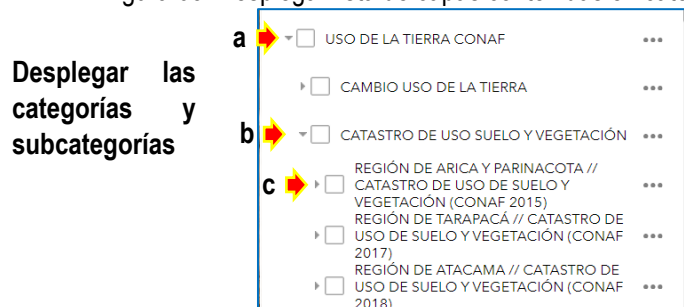 a
USO DE LA TIERRA CONAF
Desplegar las
categorías y
subcategorías
CAMBIO USO DE LA TIERRA
b
CATASTRO DE USO SUELO Y VEGETACIÓN
c
REGIÓN DE ARICA Y PARINACOTA //
CATASTRO DE USO DE SUELO Y
VEGETACIÓN (CONAF 2015)
REGIÓN DE TARAPACÁ // CATASTRO DE
USO DE SUELO Y VEGETACIÓN (CONAF
2017)
REGIÓN DE ATACAMA // CATASTRO DE
USO DE SUELO Y VEGETACIÓN (CONAF
2018)